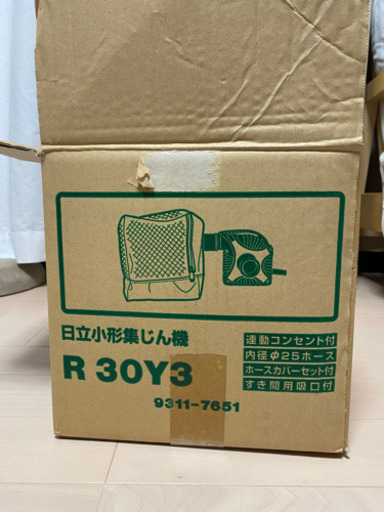 日立小形集じん機
R 30Y3
9311-7651
連動コンセント付
内径φ25ホース
ホースカバーセット付
すき間用吸口付